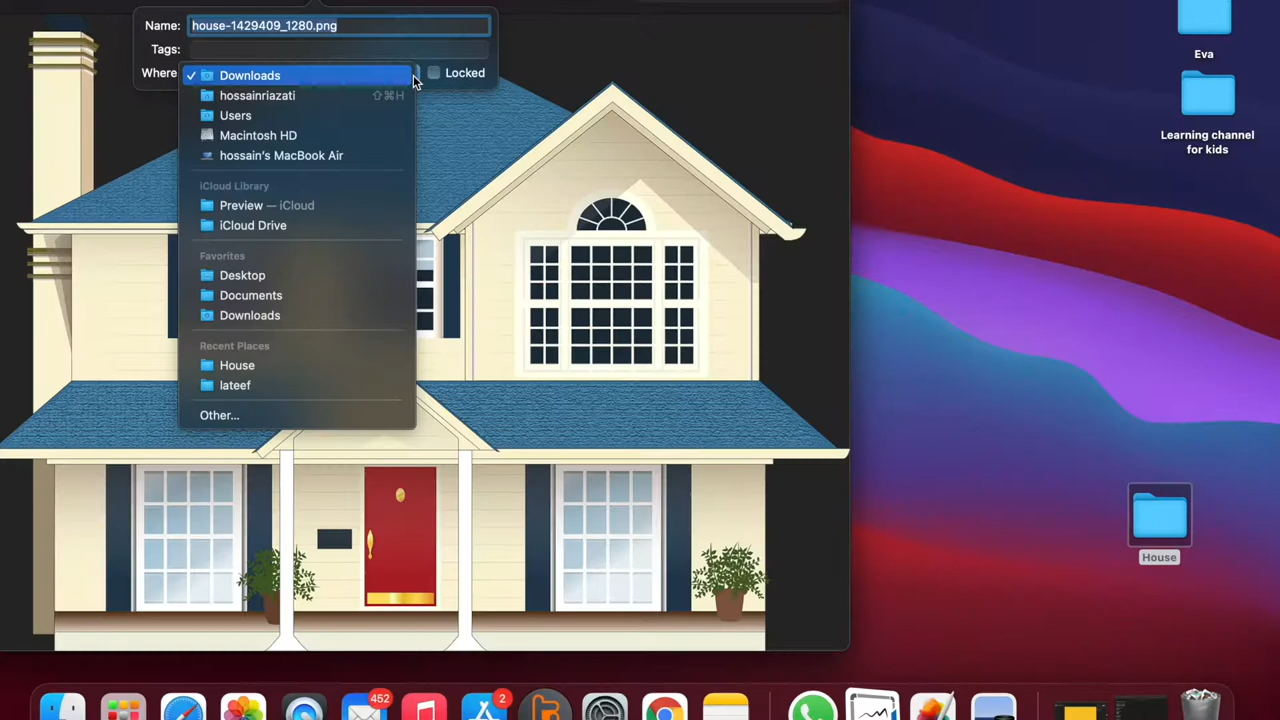 Name: house-1429409_1280.png
Tags:
Where
Downloads
Locked
hossainriazati ⇧⌘H
Users
Macintosh HD
hossain's MacBook Air
iCloud Library
Preview — iCloud
iCloud Drive
Favorites
Desktop
Documents
Downloads
Recent Places
House
lateef
Other...
Eva
Learning channel
for kids
House
452
2